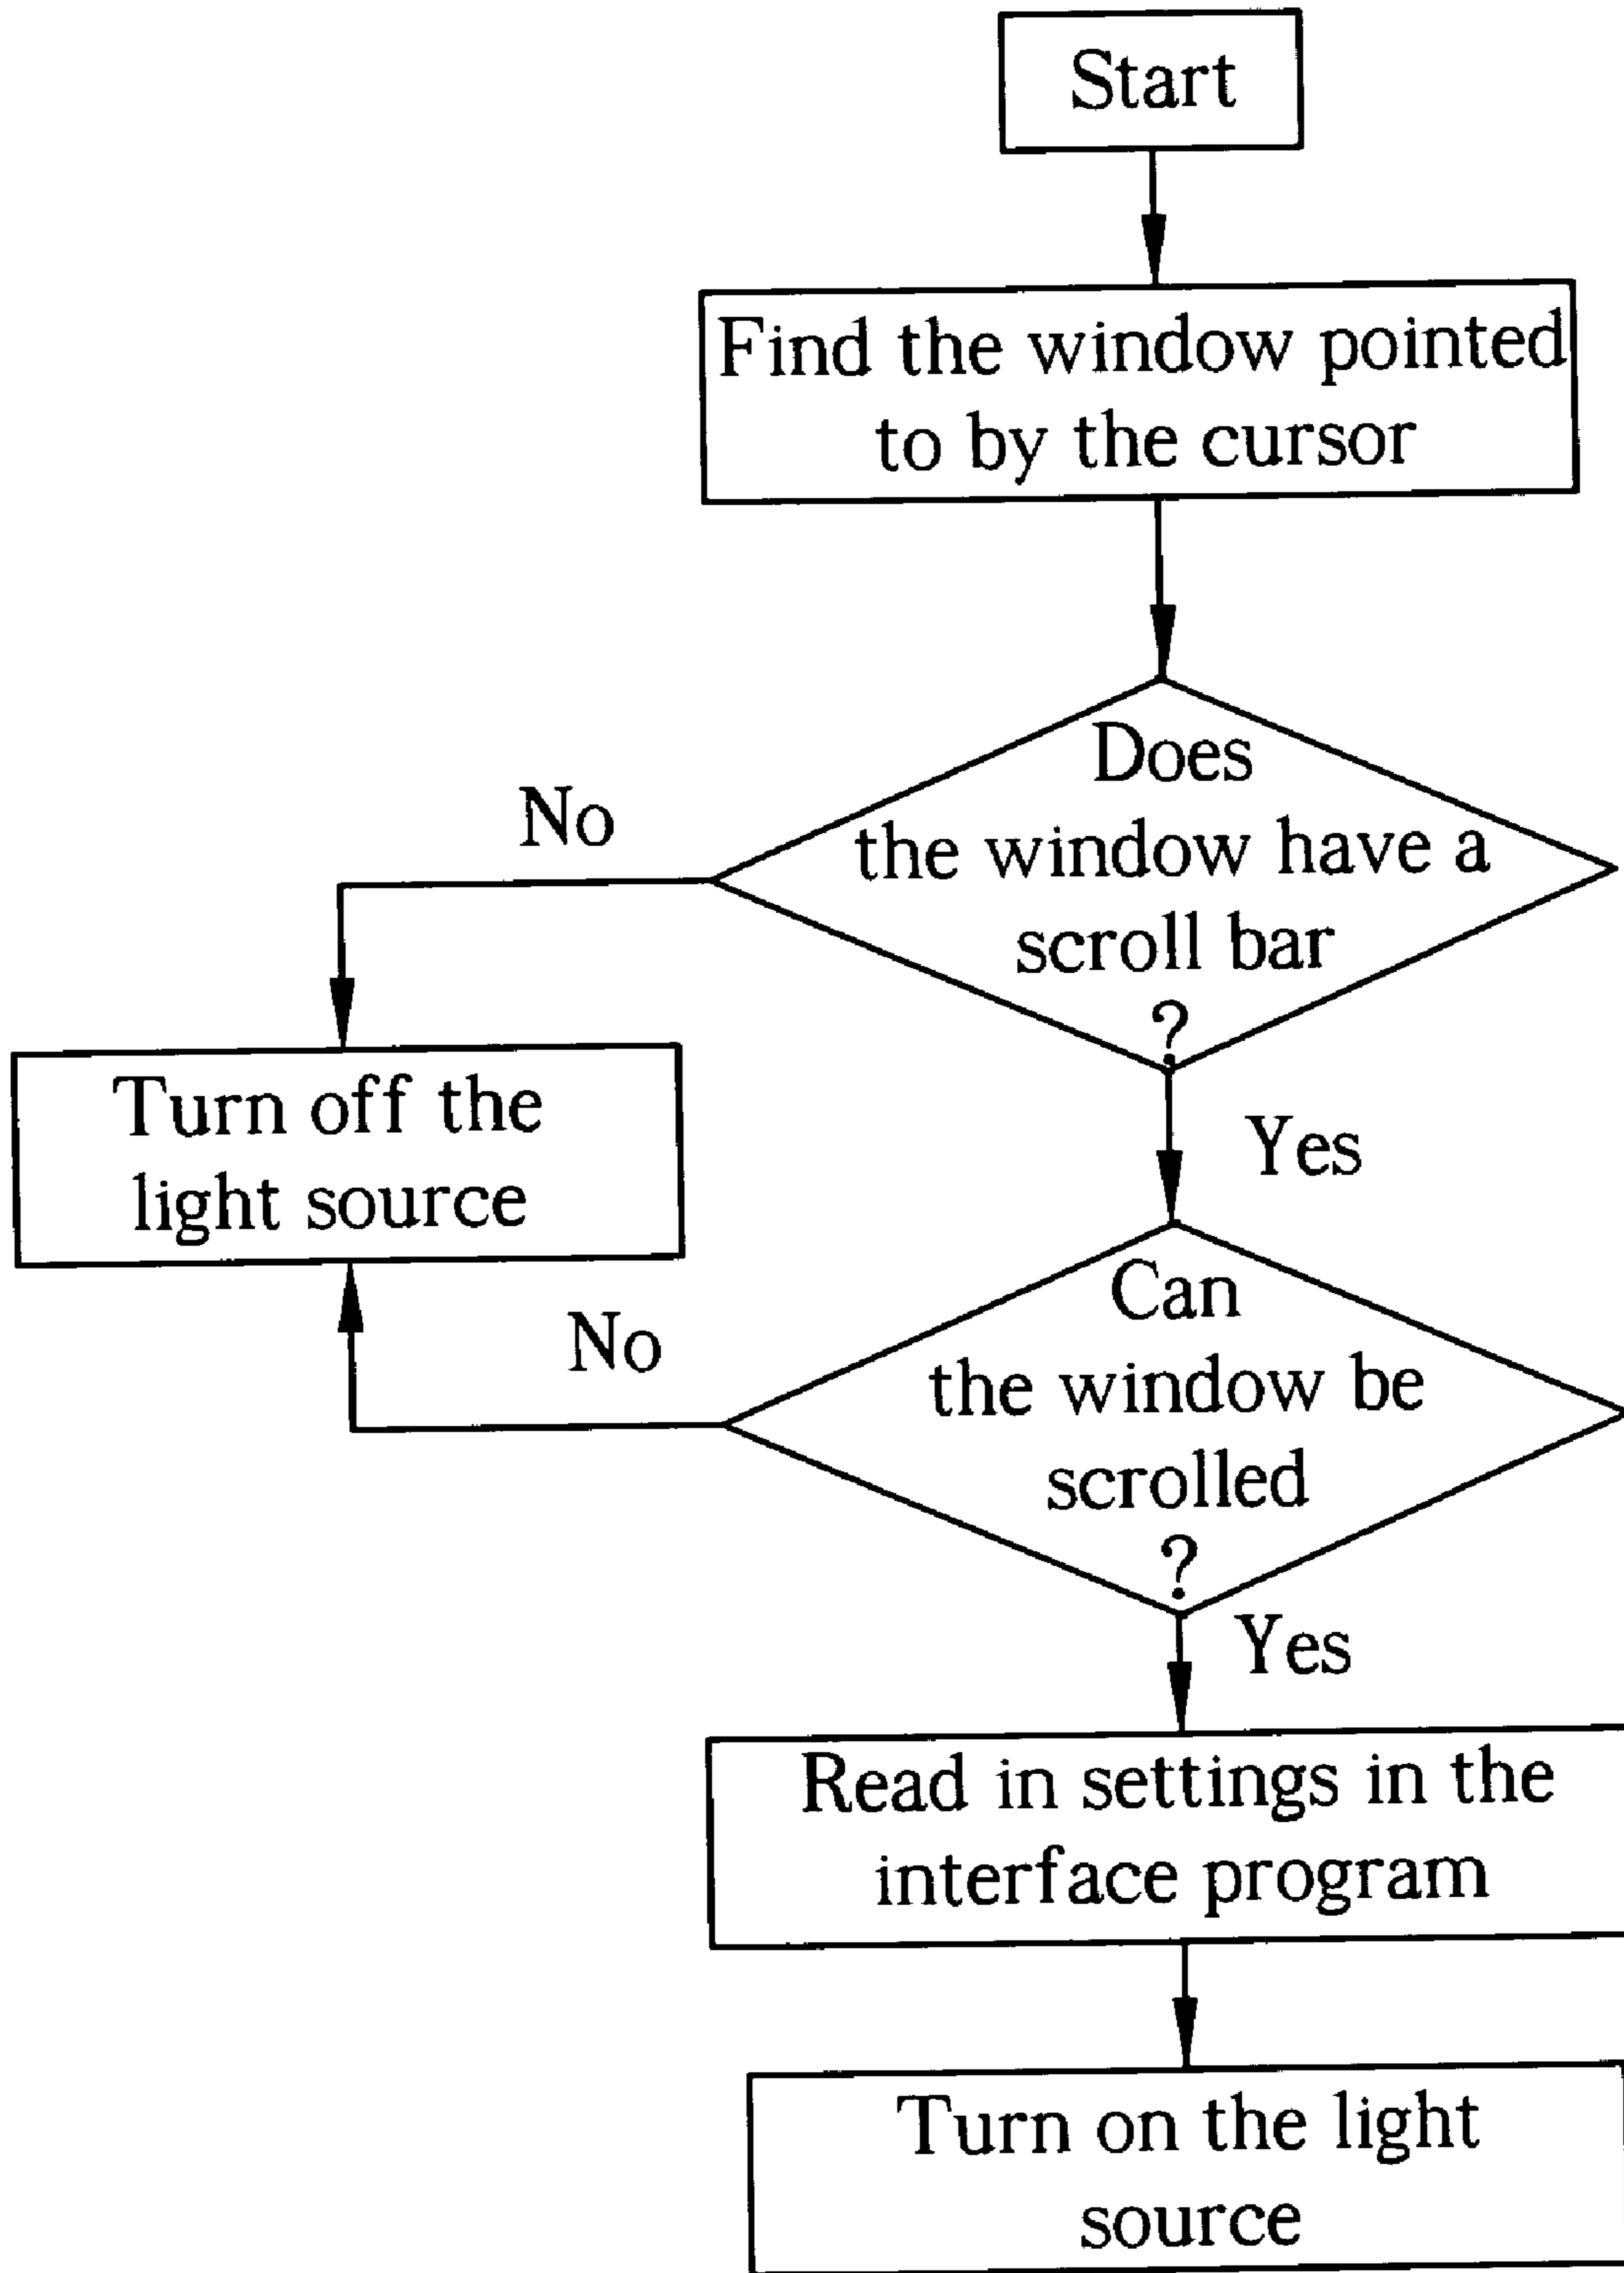 Start
Find the window pointed
to by the cursor
Does
the window have a
scroll bar
?
No
Turn off the
light source
Yes
Can
the window be
scrolled
?
No
Yes
Read in settings in the
interface program
Turn on the light
source